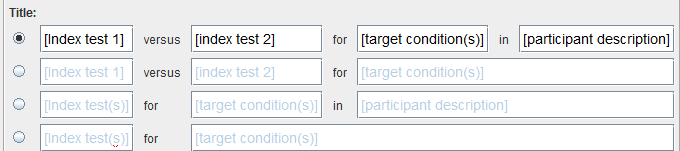 Title:
[Index test 1] versus [index test 2] for [target condition(s)] in [participant description]
[Index test 1] versus [index test 2] for [target condition(s)]
[Index test(s)] for [target condition(s)] in [participant description]
[Index test(s)] for [target condition(s)]